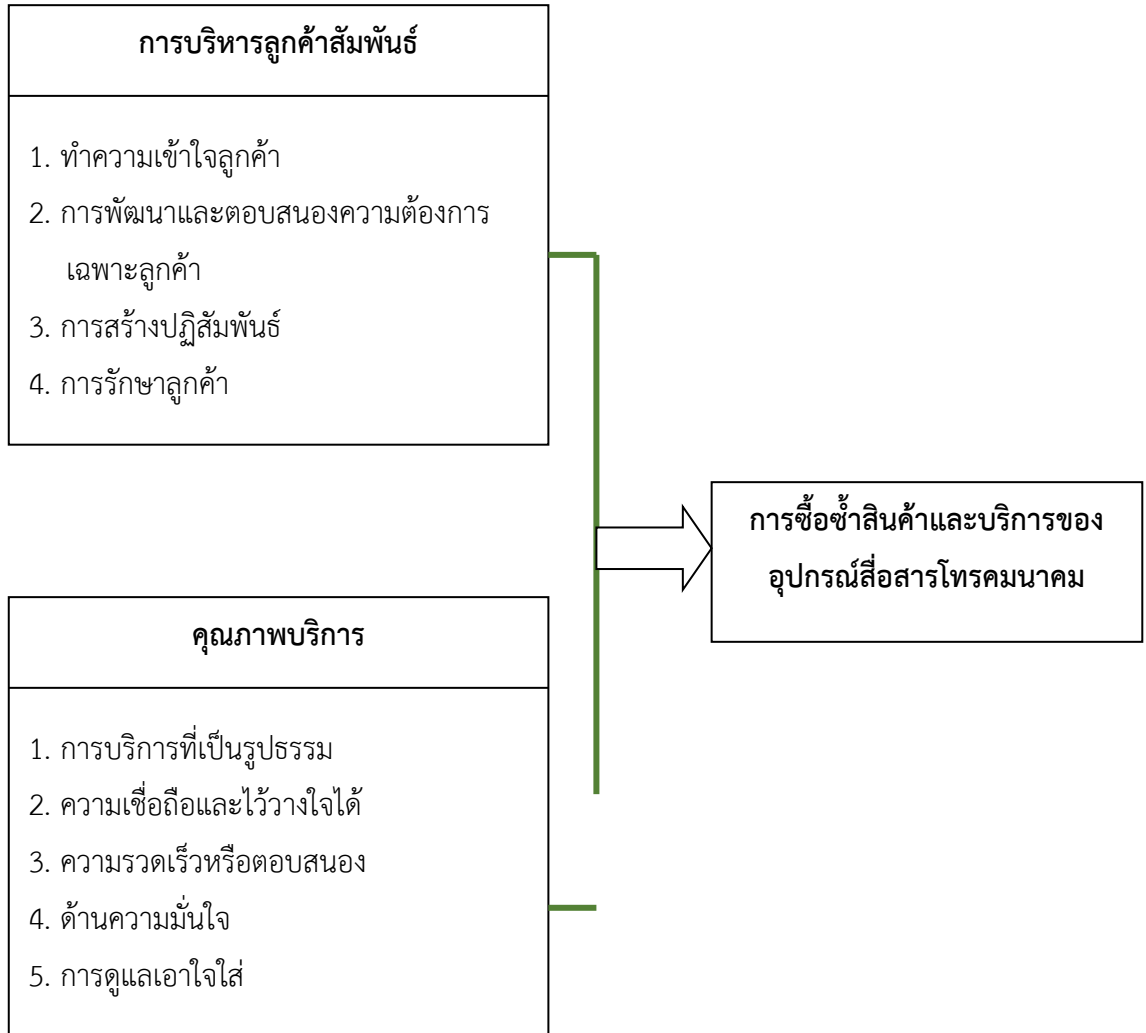 การบริหารลูกค้าสัมพันธ์
1. ทำความเข้าใจลูกค้า
2. การพัฒนาและตอบสนองความต้องการ
เฉพาะลูกค้า
3. การสร้างปฏิสัมพันธ์
4. การรักษาลูกค้า
การซื้อซ้ำสินค้าและบริการของ
อุปกรณ์สื่อสารโทรคมนาคม
คุณภาพบริการ
1. การบริการที่เป็นรูปธรรม
2. ความเชื่อถือและไว้วางใจได้
3. ความรวดเร็วหรือตอบสนอง
4. ด้านความมั่นใจ
5. การดูแลเอาใจใส่